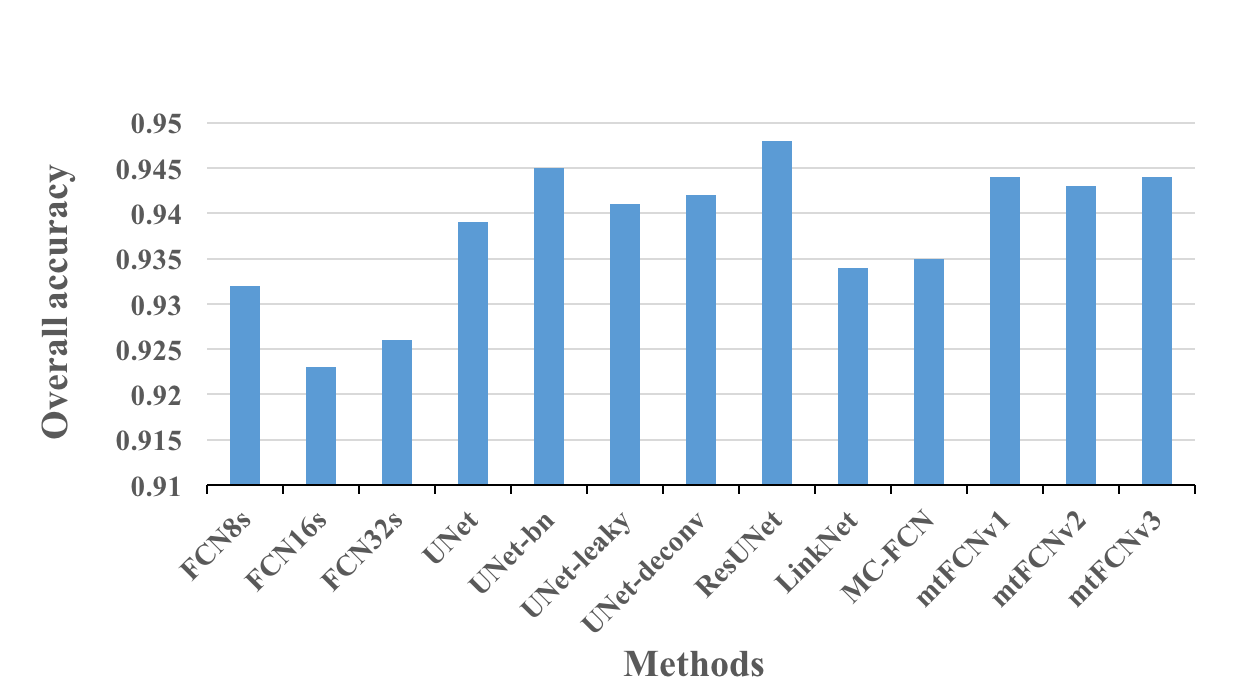 0.95
0.945
0.94
0.935
0.93
0.925
0.92
0.915
0.91
Overall accuracy
FCN8s
FCN16s
FCN32s
UNet
UNet-bn
UNet-leaky
UNet-deconv
ResUNet
LinkNet
MC-FCN
mtFCNv1
mtFCNv2
mtFCNv3
Methods